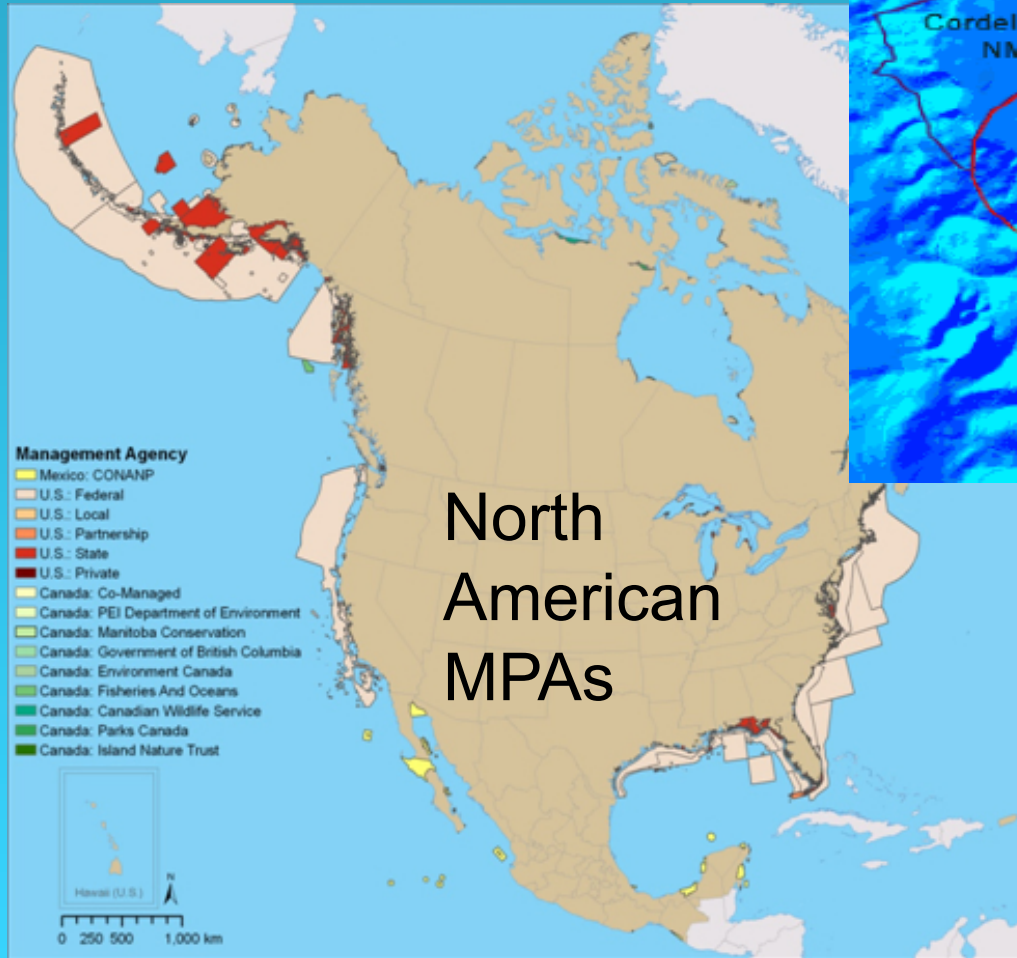 Cordel
NM
Management Agency
Mexico: CONANP
U.S.: Federal
U.S.: Local
U.S.: Partnership
U.S.: State
U.S.: Private
Canada: Co-Managed
Canada: PEI Department of Environment
Canada: Manitoba Conservation
Canada: Government of British Columbia
Canada: Environment Canada
Canada: Fisheries And Oceans
Canada: Canadian Wildlife Service
Canada: Parks Canada
Canada: Island Nature Trust
North
American
MPAs
Hawaii (U.S.)
N
0 250 500 1,000 km